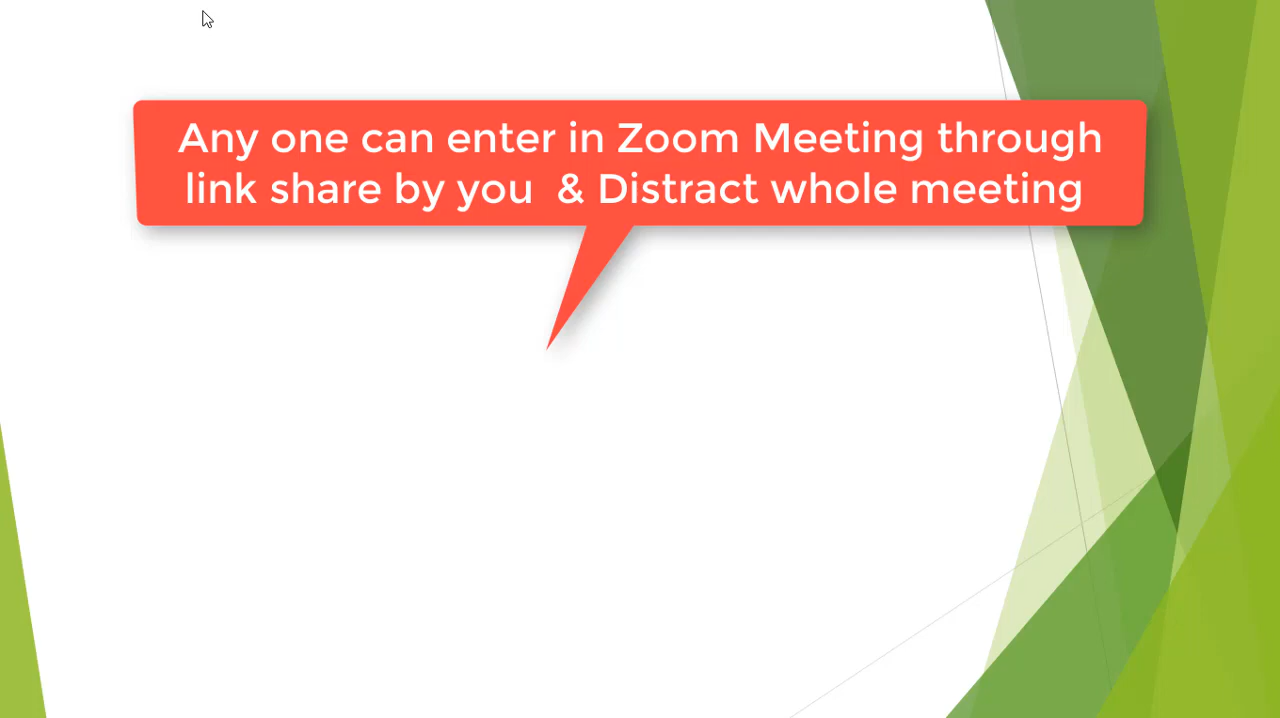 Any one can enter in Zoom Meeting through
link share by you & Distract whole meeting